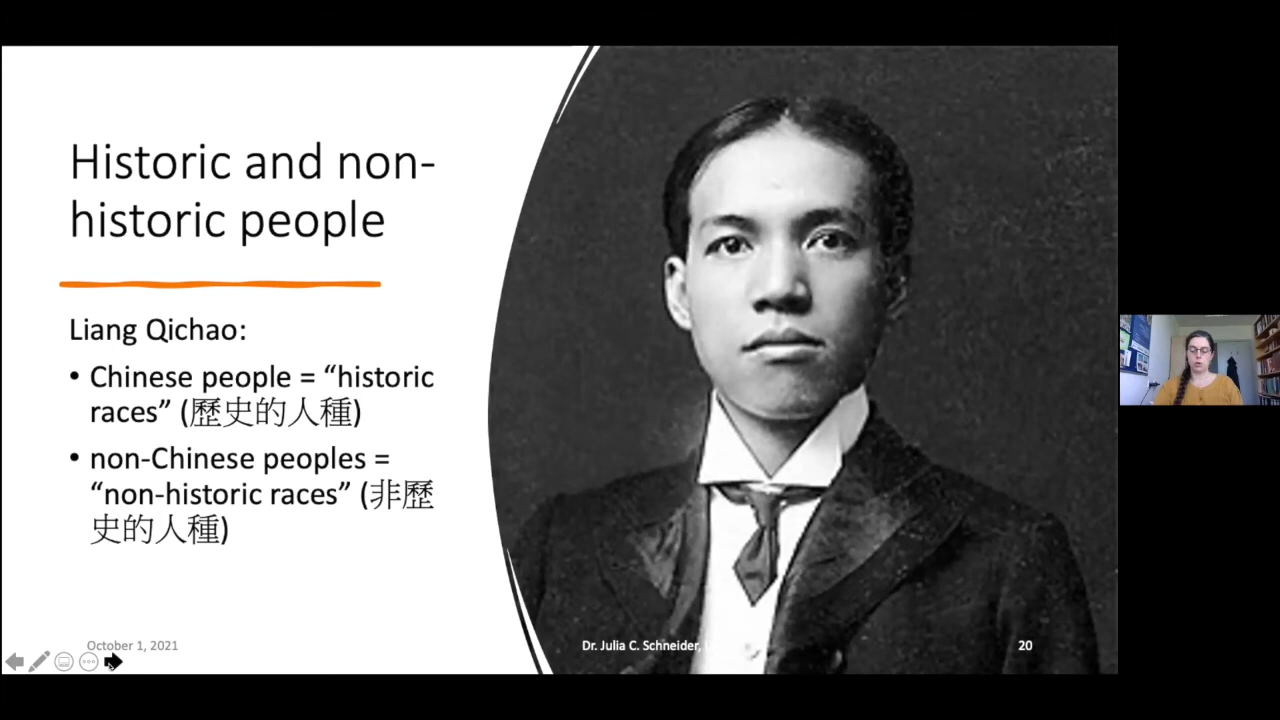 Historic and non-
historic people
Liang Qichao:
• Chinese people = “historic
races” (歷史的人種)
• non-Chinese peoples =
“non-historic races” (非歷
史的人種)
October 1, 2021
Dr. Julia C. Schneider,
20